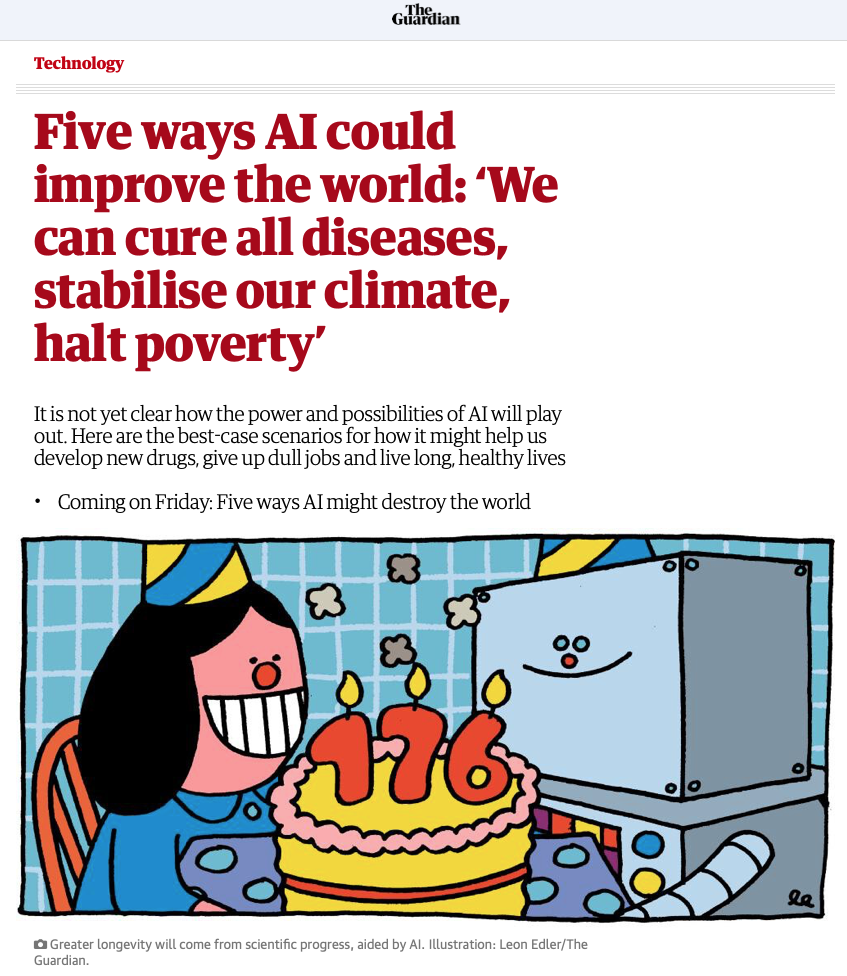 The
Guardian
Technology
Five ways AI could
improve the world: ‘We
can cure all diseases,
stabilise our climate,
halt poverty’
It is not yet clear how the power and possibilities of AI will play
out. Here are the best-case scenarios for how it might help us
develop new drugs, give up dull jobs and live long, healthy lives
• Coming on Friday: Five ways AI might destroy the world
176
Greater longevity will come from scientific progress, aided by AI. Illustration: Leon Edler/The
Guardian.